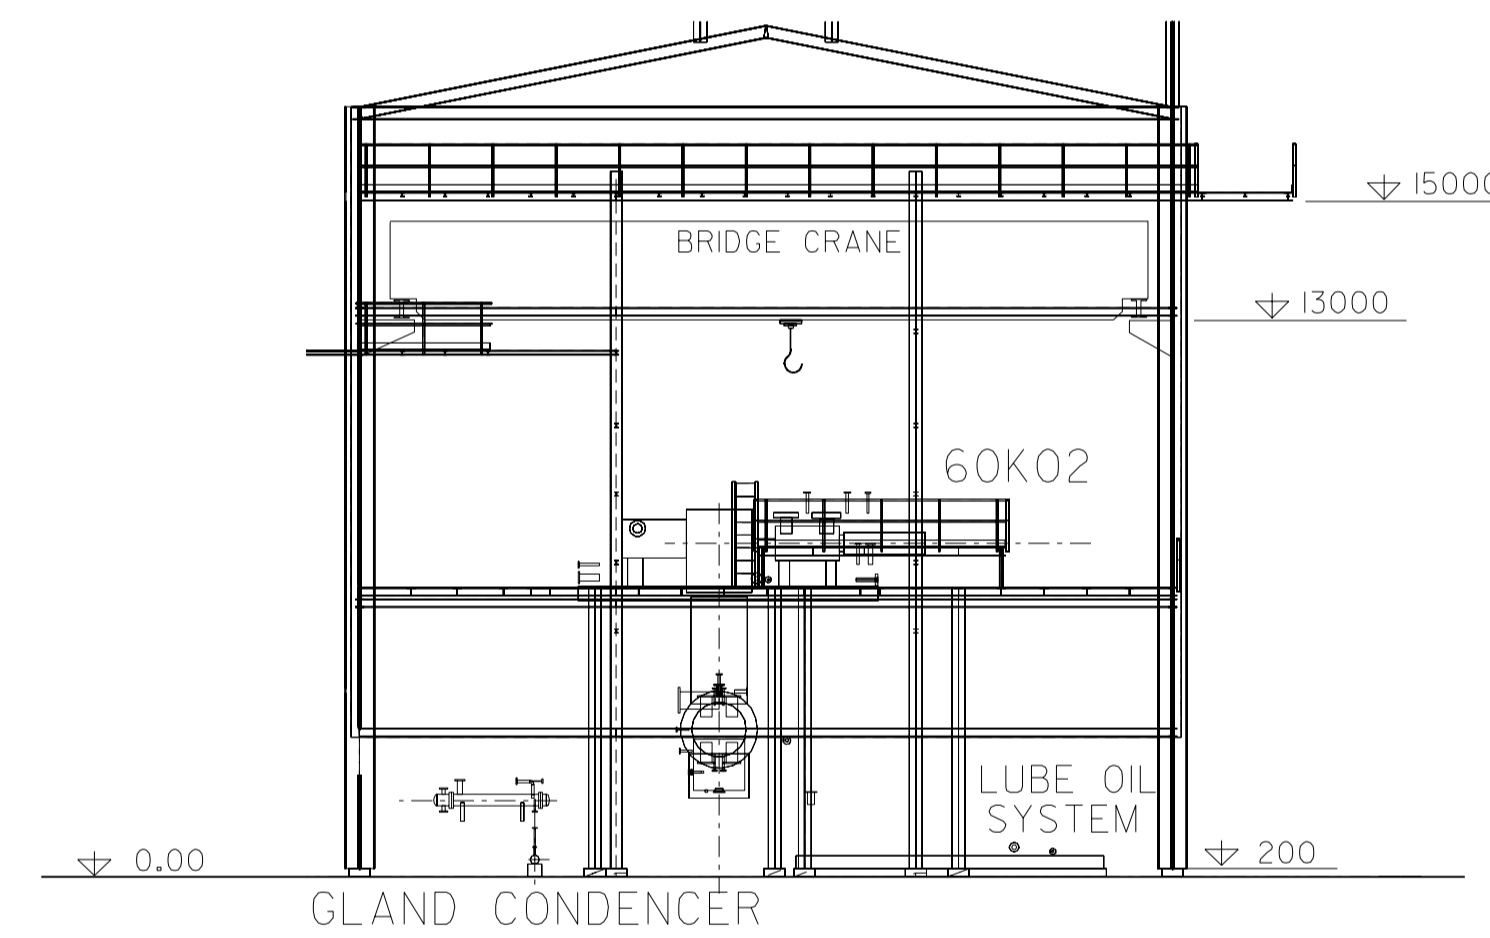 15000
BRIDGE CRANE
13000
60K02
LUBE OIL
SYSTEM
0.00
200
GLAND CONDENCER